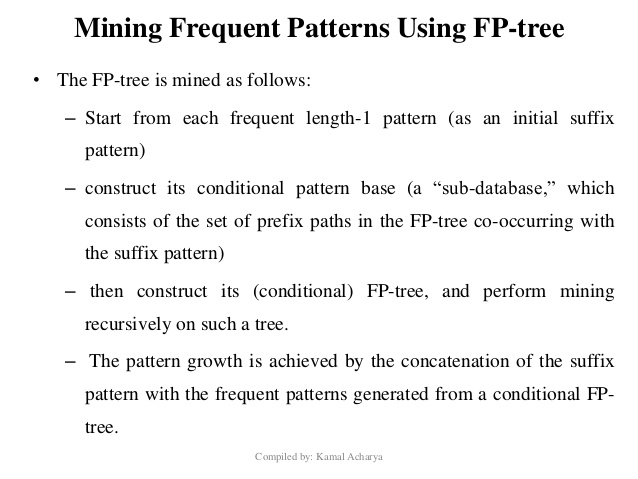 Mining Frequent Patterns Using FP-tree
• The FP-tree is mined as follows:
– Start from each frequent length-1 pattern (as an initial suffix
pattern)
– construct its conditional pattern base (a “sub-database,” which
consists of the set of prefix paths in the FP-tree co-occurring with
the suffix pattern)
– then construct its (conditional) FP-tree, and perform mining
recursively on such a tree.
– The pattern growth is achieved by the concatenation of the suffix
pattern with the frequent patterns generated from a conditional FP-
tree.
Compiled by: Kamal Acharya